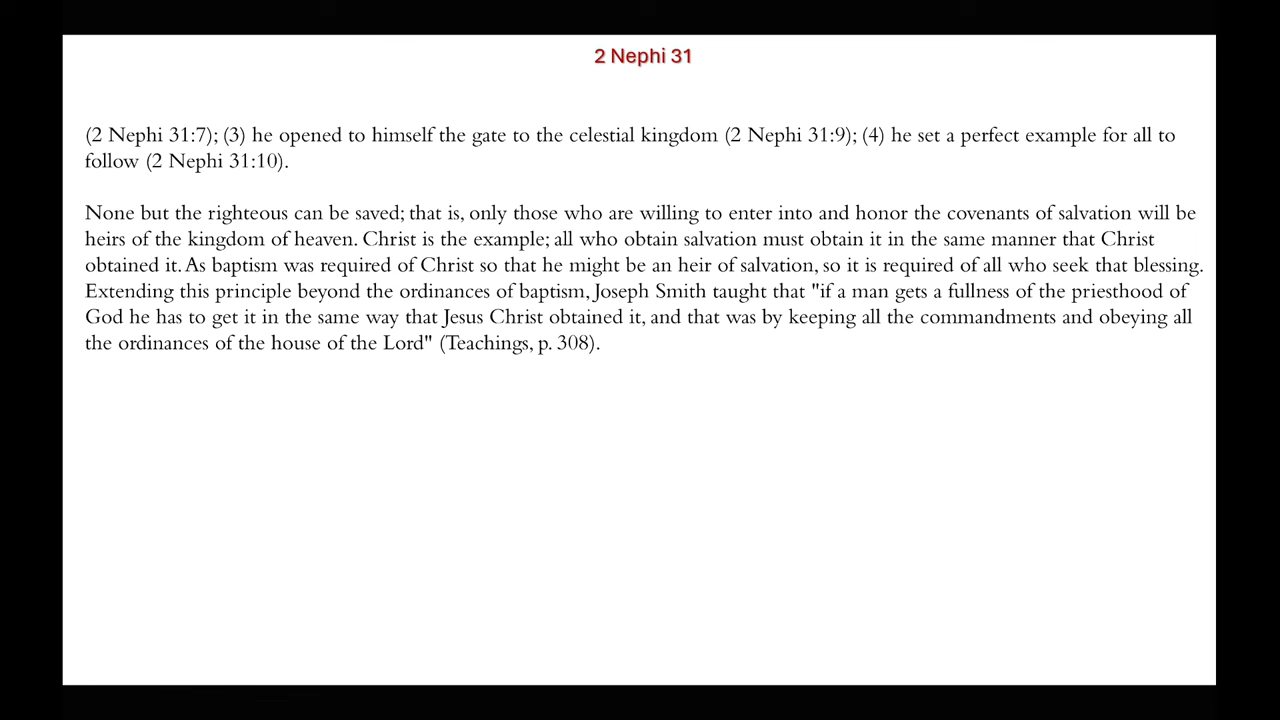 2 Nephi 31
(2 Nephi 31:7); (3) he opened to himself the gate to the celestial kingdom (2 Nephi 31:9); (4) he set a perfect example for all to
follow (2 Nephi 31:10).
None but the righteous can be saved; that is, only those who are willing to enter into and honor the covenants of salvation will be
heirs of the kingdom of heaven. Christ is the example; all who obtain salvation must obtain it in the same manner that Christ
obtained it. As baptism was required of Christ so that he might be an heir of salvation, so it is required of all who seek that blessing.
Extending this principle beyond the ordinances of baptism, Joseph Smith taught that "if a man gets a fullness of the priesthood of
God he has to get it in the same way that Jesus Christ obtained it, and that was by keeping all the commandments and obeying all
the ordinances of the house of the Lord" (Teachings, p. 308).